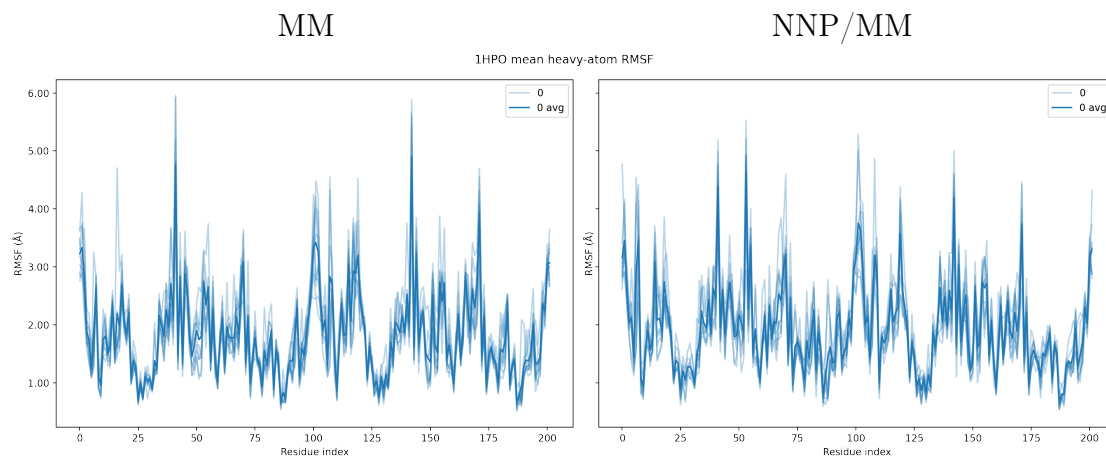 MM NNP/MM
1HPO mean heavy-atom RMSF
0
0 avg
6.00
5.00
4.00
3.00
2.00
1.00
RMSF (Å)
0 25 50 75 100 125 150 175 200
Residue index
0
0 avg
RMSF (Å)
0 25 50 75 100 125 150 175 200
Residue index